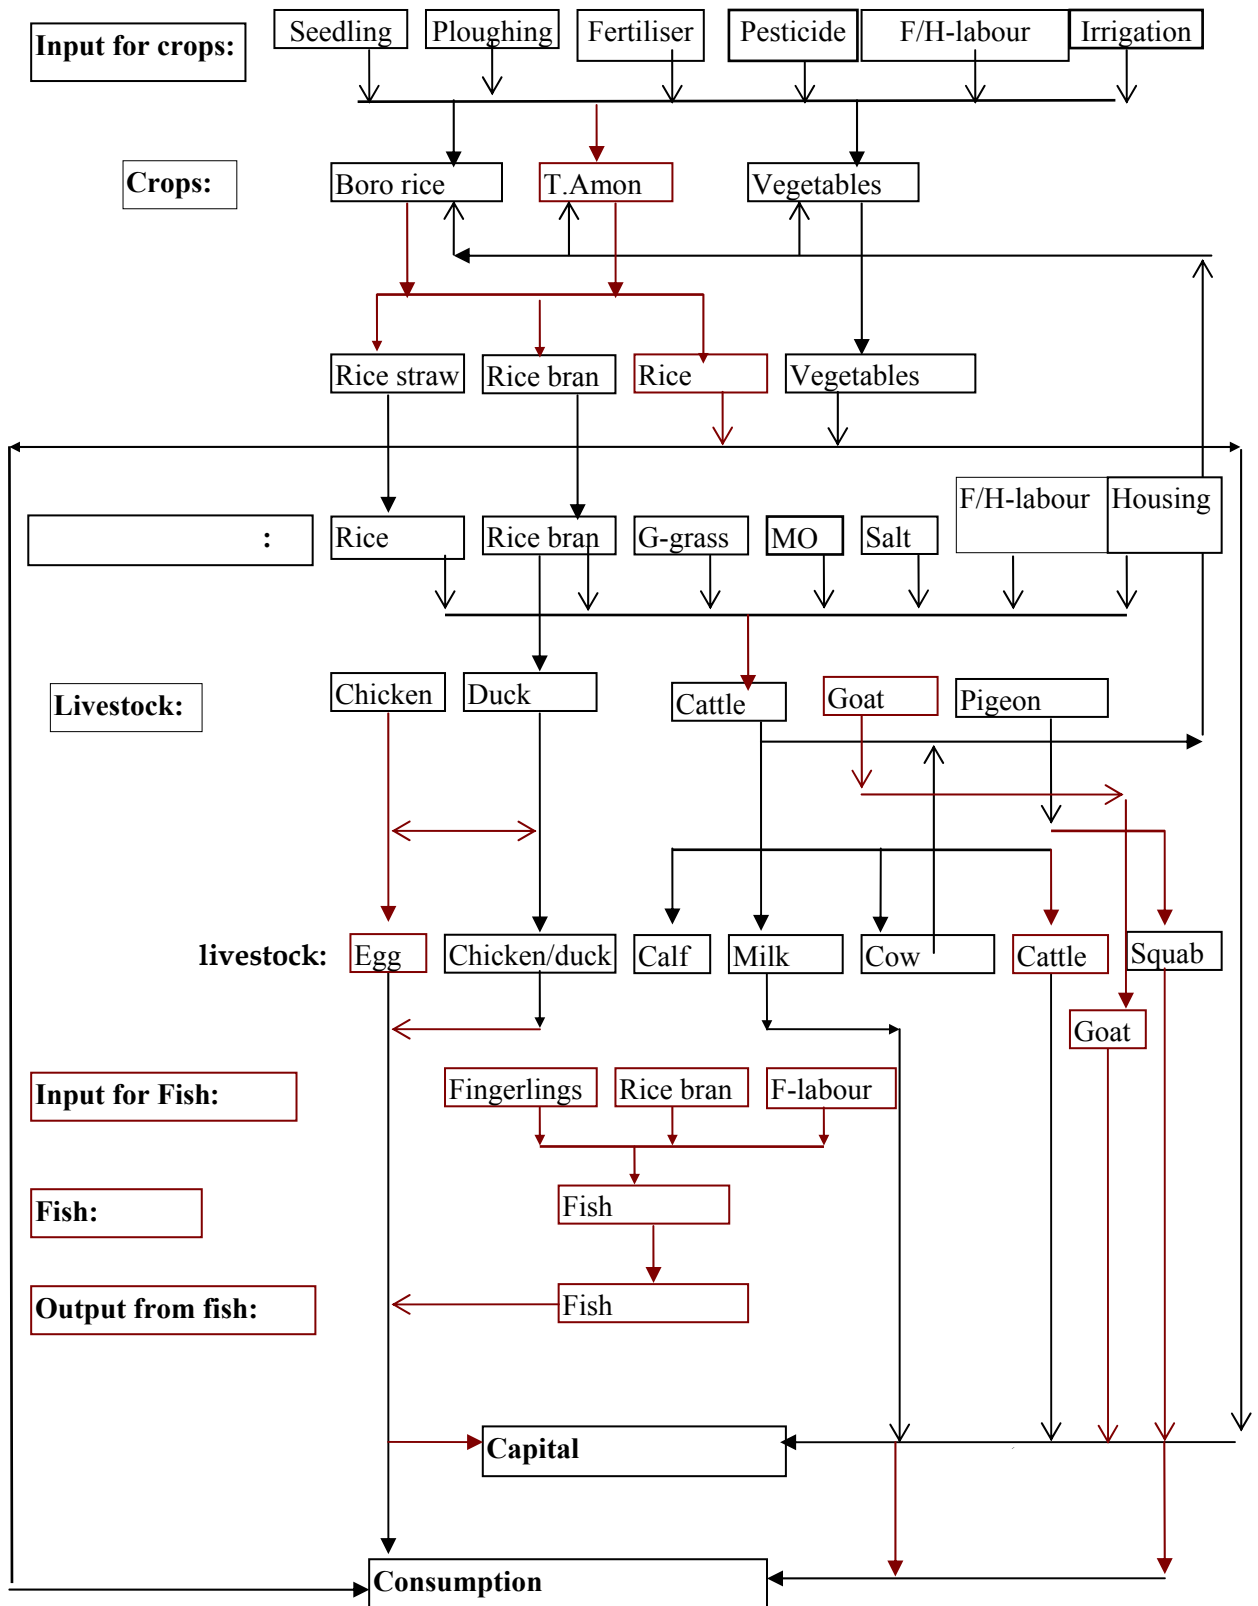 Input for crops:
Seedling
Ploughing
Fertiliser
Pesticide
F/H-labour
Irrigation
Crops:
Boro rice
T.Amon
Vegetables
Rice straw
Rice bran
Rice
Vegetables
:
Rice
Rice bran
G-grass
MO
Salt
F/H-labour
Housing
Livestock:
Chicken
Duck
Cattle
Goat
Pigeon
livestock:
Egg
Chicken/duck
Calf
Milk
Cow
Cattle
Squab
Goat
Input for Fish:
Fingerlings
Rice bran
F-labour
Fish:
Fish
Output from fish:
Fish
Capital
Consumption